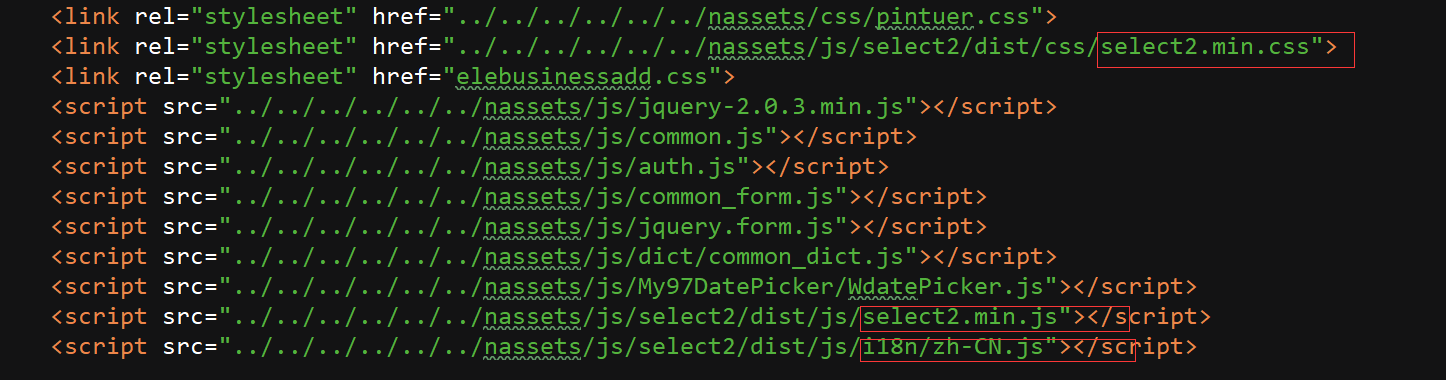 <link rel="stylesheet" href="../../../../../../nassets/css/pintuer.css">
<link rel="stylesheet" href="../../../../../../nassets/js/select2/dist/css/select2.min.css">
<link rel="stylesheet" href="elebusinessadd.css">
<script src="../../../../../../nassets/js/jquery-2.0.3.min.js"></script>
<script src="../../../../../../nassets/js/common.js"></script>
<script src="../../../../../../nassets/js/auth.js"></script>
<script src="../../../../../../nassets/js/common_form.js"></script>
<script src="../../../../../../nassets/js/jquery.form.js"></script>
<script src="../../../../../../nassets/js/dict/common_dict.js"></script>
<script src="../../../../../../nassets/js/My97DatePicker/WdatePicker.js"></script>
<script src="../../../../../../nassets/js/select2/dist/js/select2.min.js"></script>
<script src="../../../../../../nassets/js/select2/dist/js/i18n/zh-CN.js"></script>